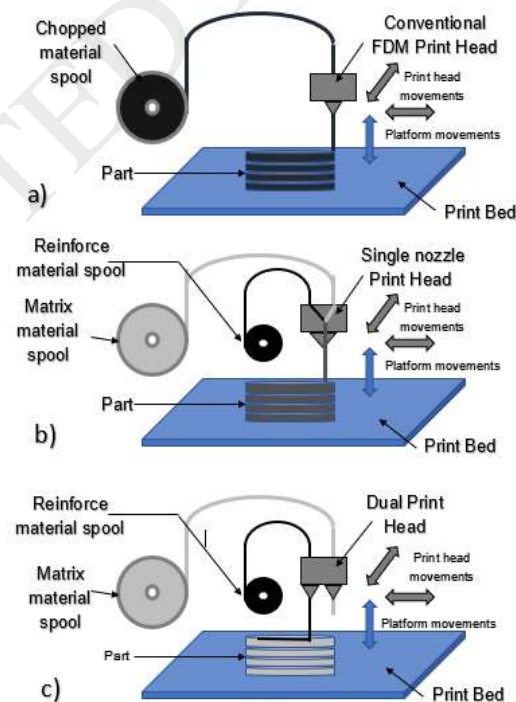 Chopped
material
spool
Conventional
FDM Print Head
Print head
movements
Platform movements
Part
Print Bed
a)
Reinforce
material spool
Matrix
material
spool
Single nozzle
Print Head
Print head
movements
Platform movements
Part
Print Bed
b)
Reinforce
material spool
Matrix
material
spool
Dual Print
Head
Print head
movements
Platform movements
Part
Print Bed
c)